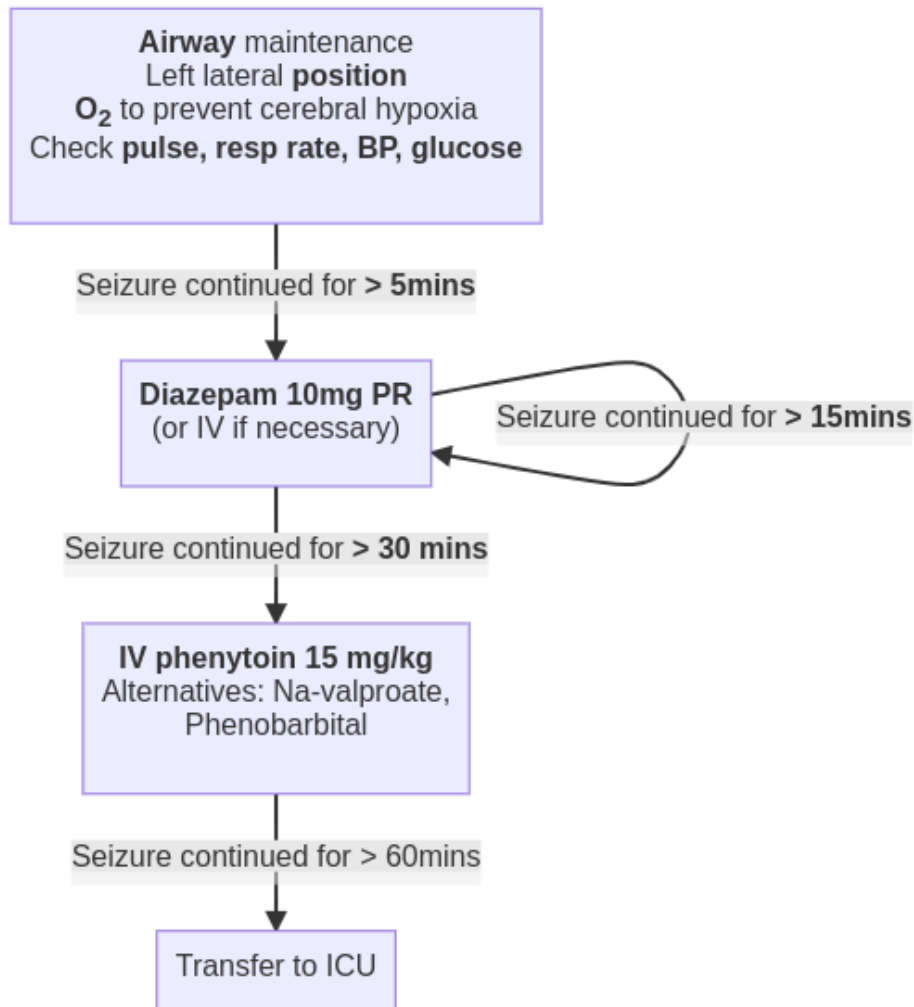 Airway maintenance
Left lateral position
O₂ to prevent cerebral hypoxia
Check pulse, resp rate, BP, glucose
Seizure continued for > 5mins
Diazepam 10mg PR
(or IV if necessary)
Seizure continued for > 15mins
Seizure continued for > 30 mins
IV phenytoin 15 mg/kg
Alternatives: Na-valproate,
Phenobarbital
Seizure continued for > 60mins
Transfer to ICU